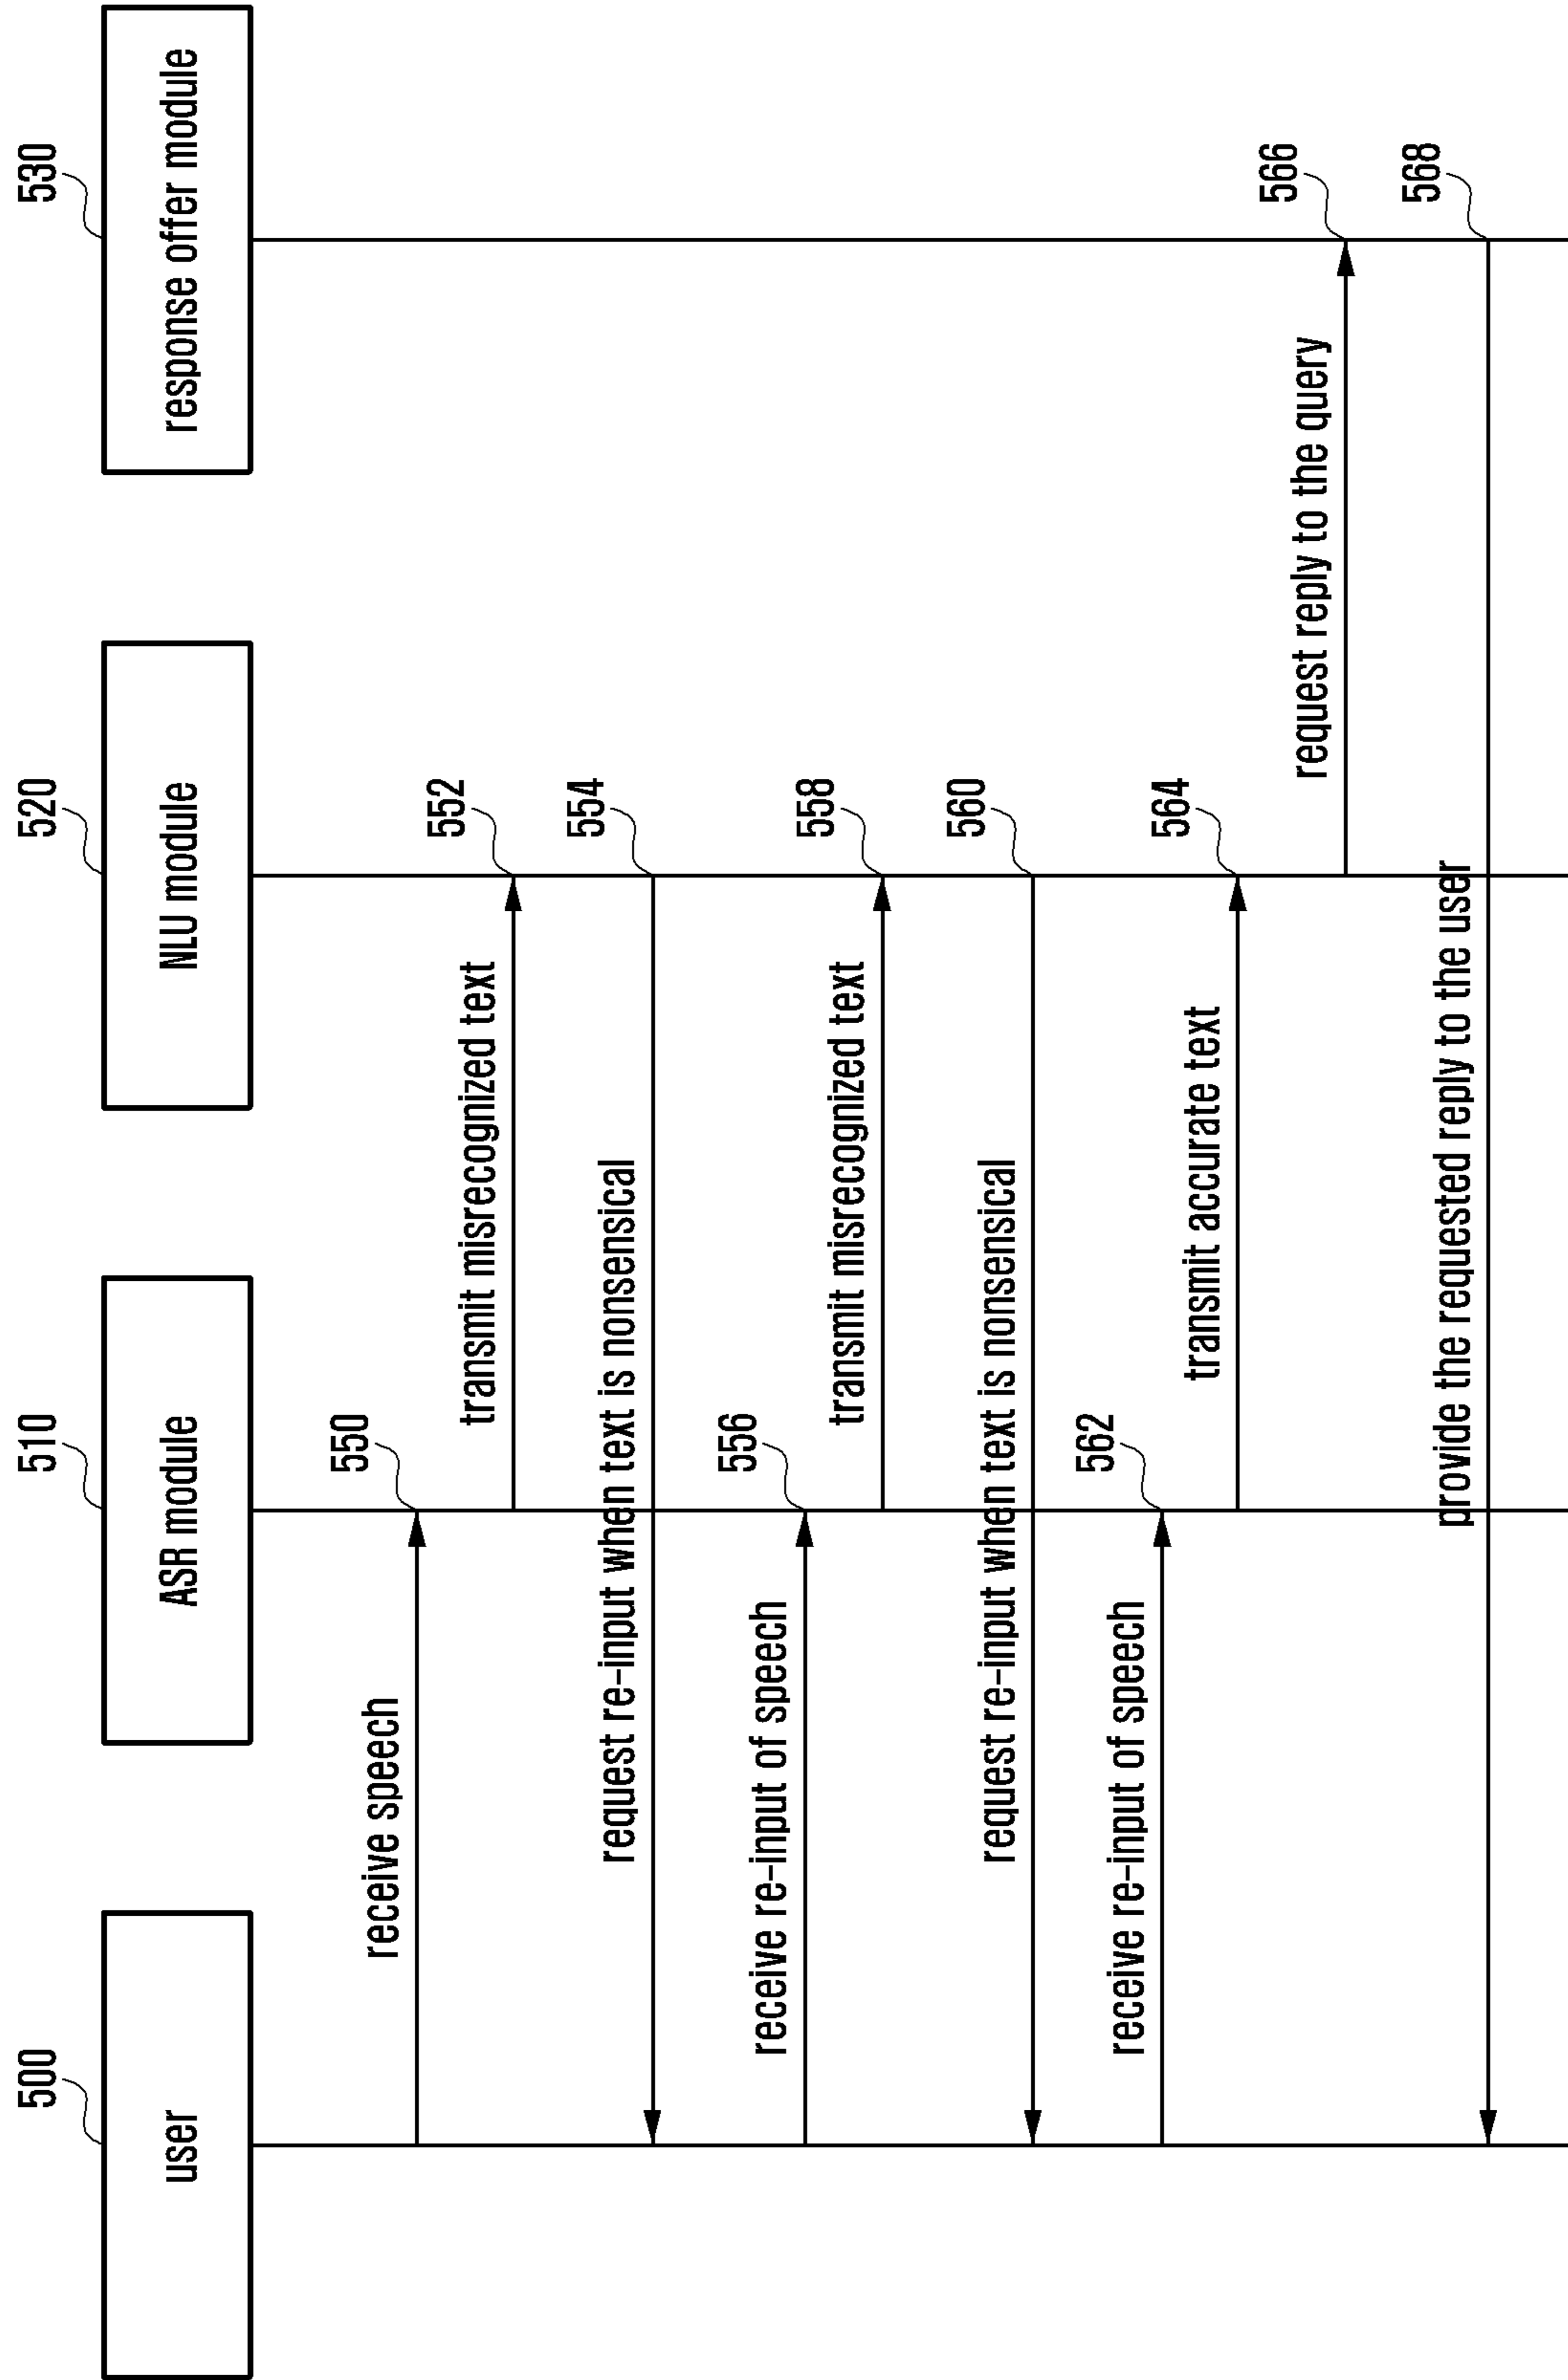 500
user
510
ASR module
520
NLU module
530
response offer module
receive speech
550
transmit misrecognized text
552
request re-input when text is nonsensical
554
receive re-input of speech
556
transmit misrecognized text
558
request re-input when text is nonsensical
560
receive re-input of speech
562
transmit accurate text
564
request reply to the query
566
provide the requested reply to the user
568